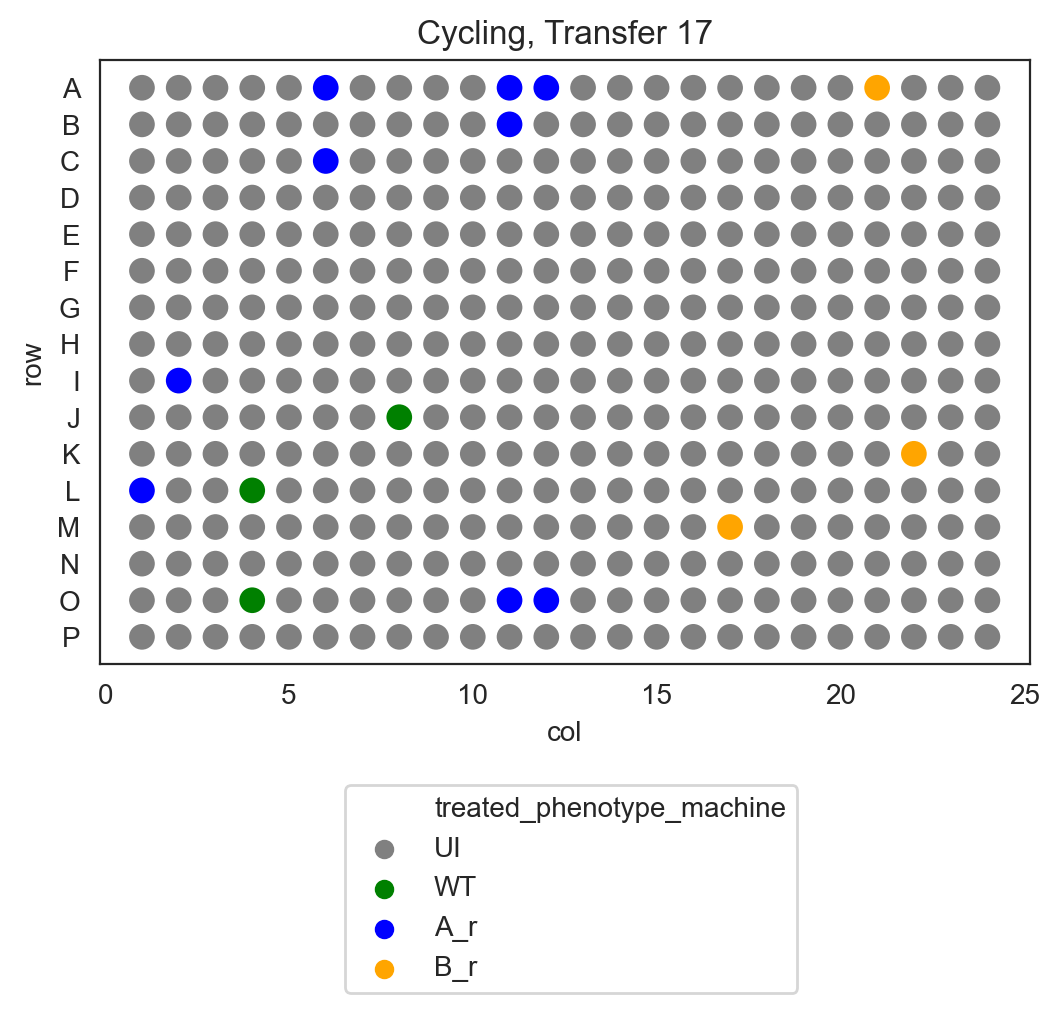 Cycling, Transfer 17
A
B
C
D
E
F
G
H
I
J
K
L
M
N
O
P
row
0 5 10 15 20 25
col
treated_phenotype_machine
UI
WT
A_r
B_r